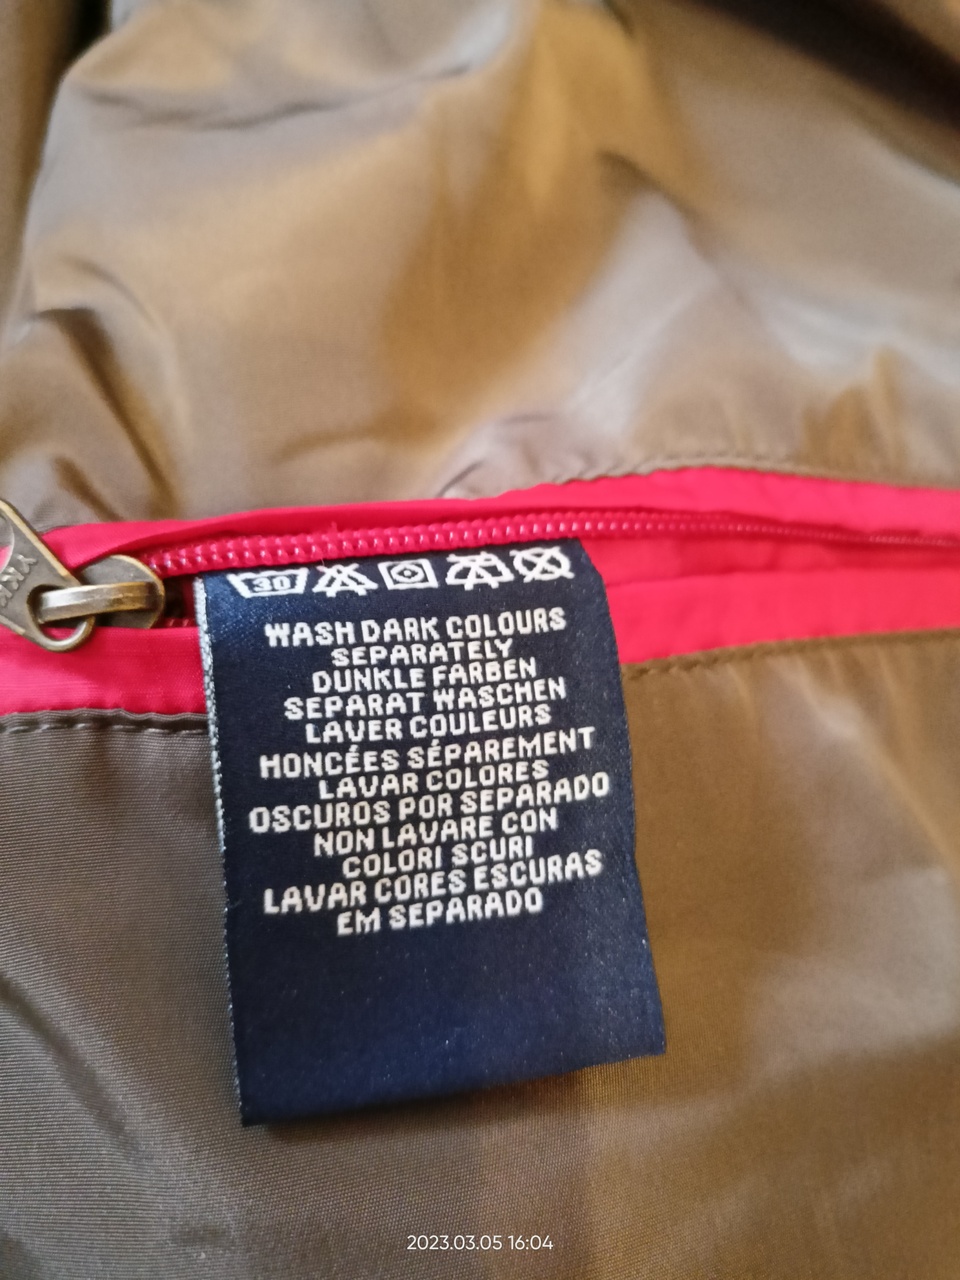 30
WASH DARK COLOURS
SEPARATELY
DUNKLE FARBEN
SEPARAT WASCHEN
LAVER COULEURS
HONCÉES SÉPAREMENT
LAVAR COLORES
OSCUROS POR SEPARADO
NON LAVARE CON
COLORI SCURI
LAVAR CORES ESCURAS
EM SEPARADO
2023.03.05 16:04